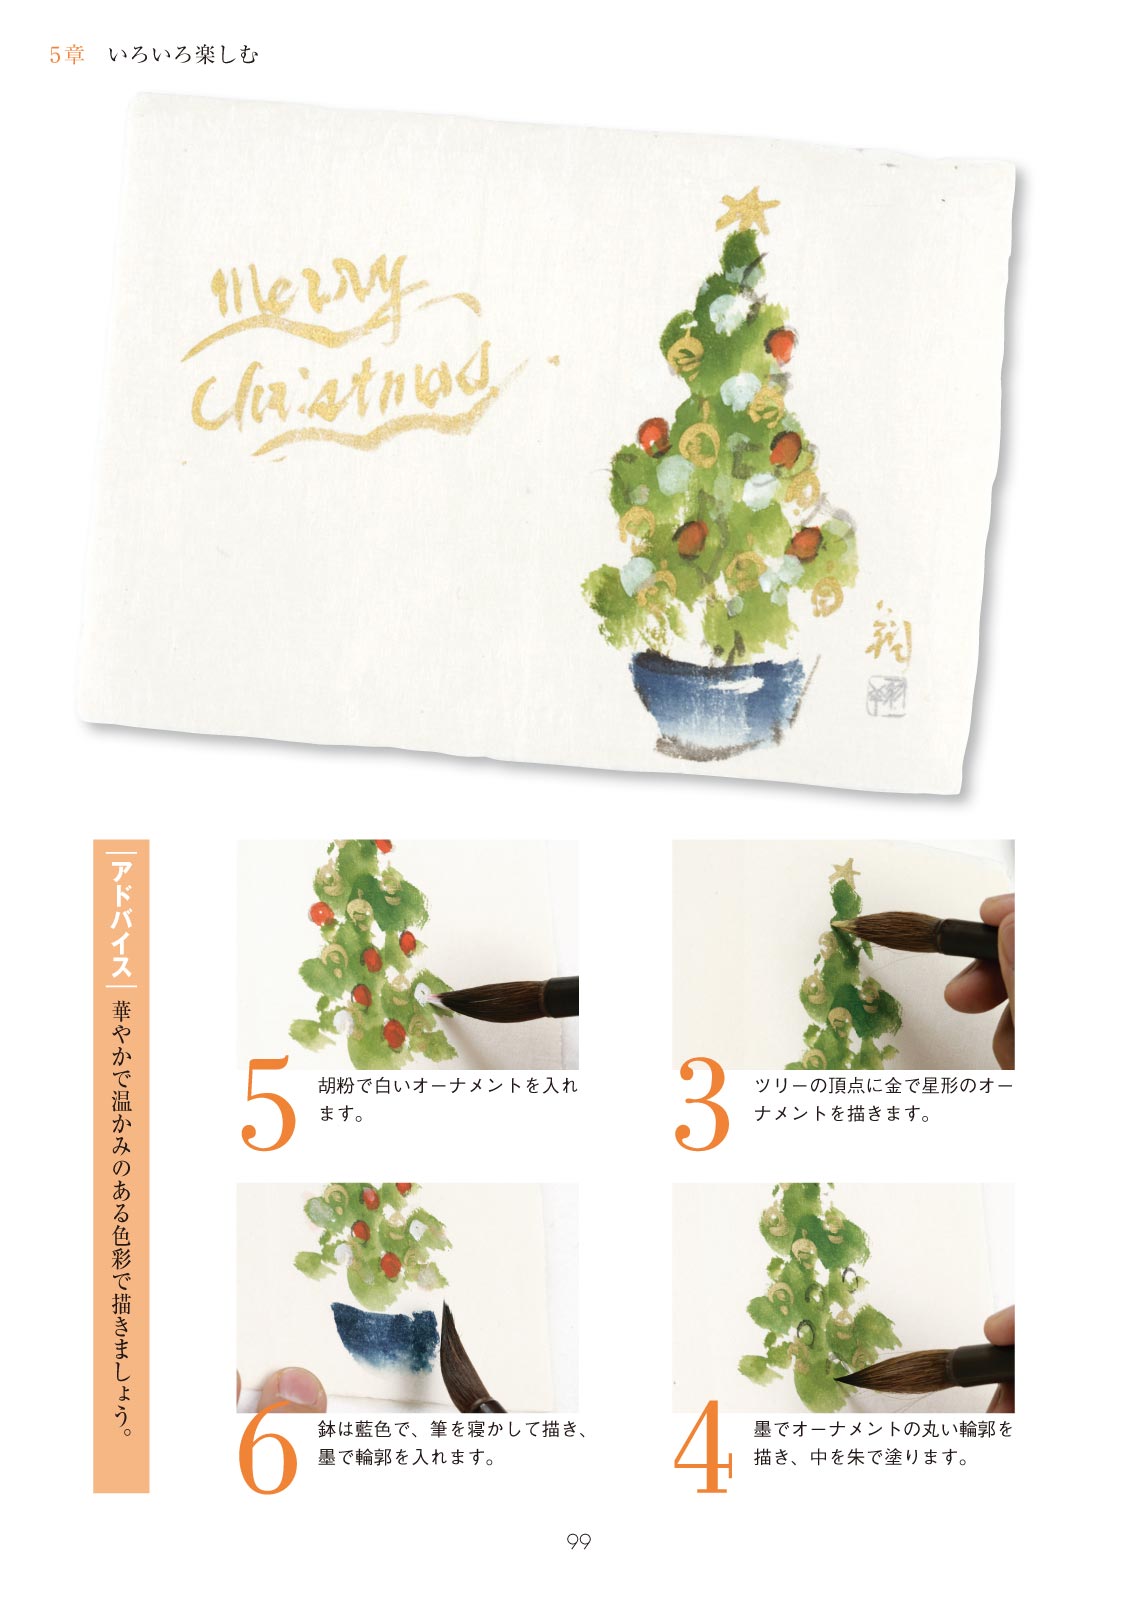 5章 いろいろ楽しむ
merry
Christmas
3
ツリーの頂点に金で星形のオー
ナメントを描きます。
4
墨でオーナメントの丸い輪郭を
描き、中を朱で塗ります。
5
胡粉で白いオーナメントを入れ
ます。
6
鉢は藍色で、筆を寝かして描き、
墨で輪郭を入れます。
アドバイス 華やかで温かみのある色彩で描きましょう。
99